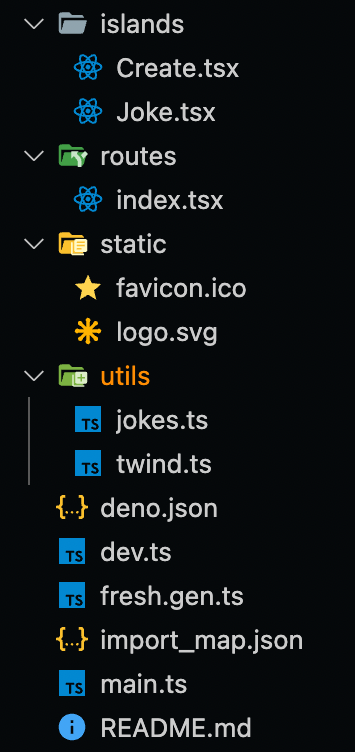 islands
Create.tsx
Joke.tsx
routes
index.tsx
static
favicon.ico
logo.svg
utils
TS jokes.ts
TS twind.ts
{...} deno.json
TS dev.ts
TS fresh.gen.ts
{...} import_map.json
TS main.ts
i README.md